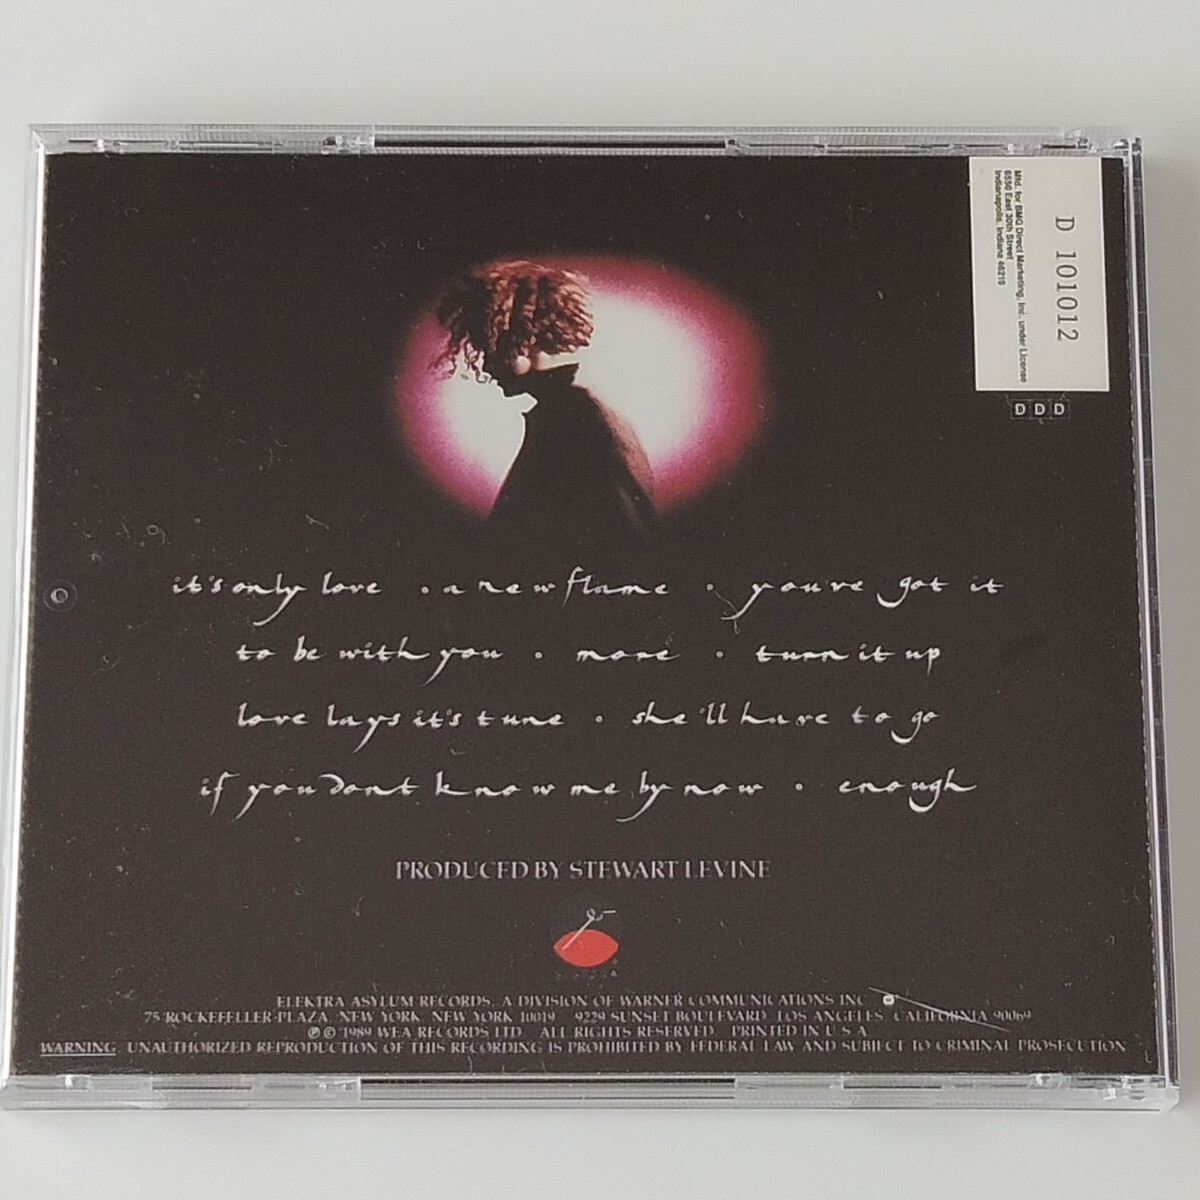 D 101012
Mfd. for BMG Direct Marketing, Inc. under License
6550 East 30th Street
Indianapolis, Indiana 46219
D D D
it's only love • a new flame • you've got it
to be with you • more • turn it up
love lays it's tune • she'll have to go
if you dont know me by now • enough
PRODUCED BY STEWART LEVINE
ELEKTRA ASYLUM RECORDS, A DIVISION OF WARNER COMMUNICATIONS INC.
75 ROCKEFELLER PLAZA, NEW YORK, NEW YORK 10019 9229 SUNSET BOULEVARD LOS ANGELES CALIFORNIA 90069
℗ © 1989 WEA RECORDS LTD. ALL RIGHTS RESERVED. PRINTED IN U S A
WARNING UNAUTHORIZED REPRODUCTION OF THIS RECORDING IS PROHIBITED BY FEDERAL LAW AND SUBJECT TO CRIMINAL PROSECUTION